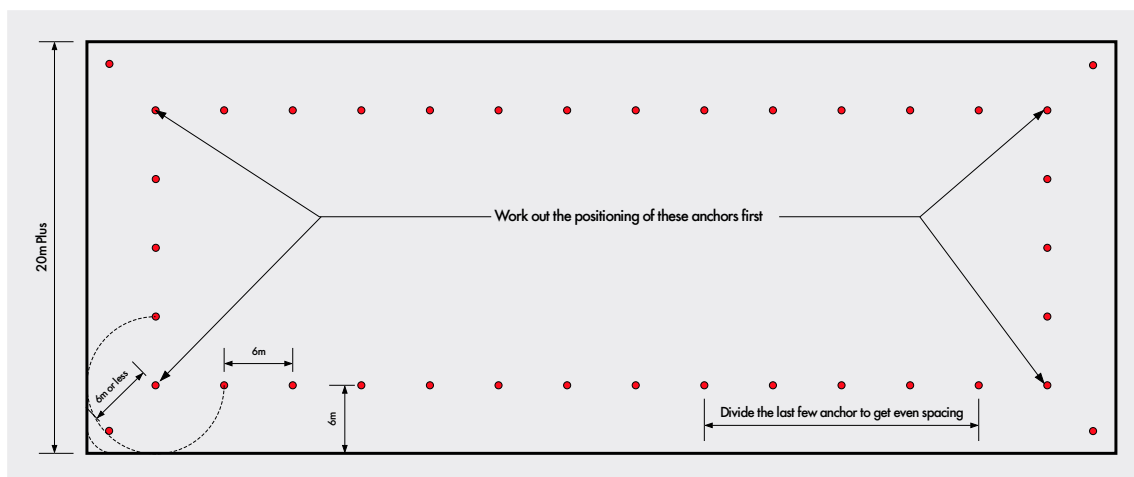 20m Plus
Work out the positioning of these anchors first
6m or less
6m
6m
Divide the last few anchor to get even spacing